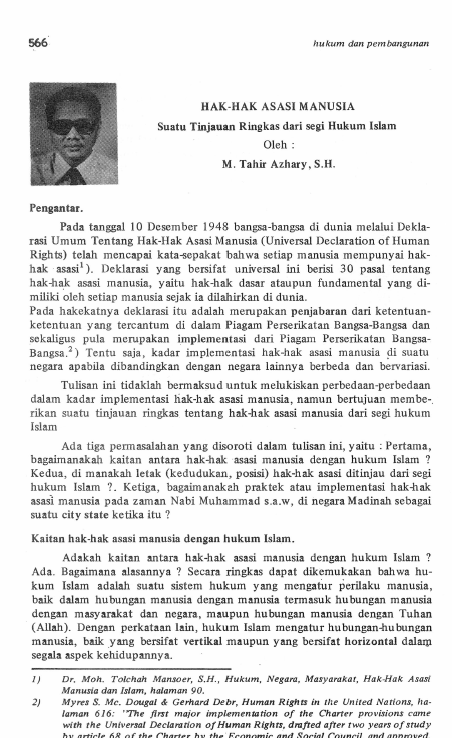 566
hukum dan pembangunan
HAK-HAK ASASI MANUSIA
Suatu Tinjauan Ringkas dari segi Hukum Islam
Oleh :
M. Tahir Azhary, S.H.
Pengantar.
Pada tanggal 10 Desember 1948 bangsa-bangsa di dunia melalui Dekla-
rasi Umum Tentang Hak-Hak Asasi Manusia (Universal Declaration of Human
Rights) telah mencapai kata-sepakat bahwa setiap manusia mempunyai hak-
hak asasi¹). Deklarasi yang bersifat universal ini berisi 30 pasal tentang
hak-hak asasi manusia, yaitu hak-hak dasar ataupun fundamental yang di-
miliki oleh setiap manusia sejak ia dilahirkan di dunia.
Pada hakekatnya deklarasi itu adalah merupakan penjabaran dari ketentuan-
ketentuan yang tercantum di dalam Piagam Perserikatan Bangsa-Bangsa dan
sekaligus pula merupakan implementasi dari Piagam Perserikatan Bangsa-
Bangsa.²) Tentu saja, kadar implementasi hak-hak asasi manusia di suatu
negara apabila dibandingkan dengan negara lainnya berbeda dan bervariasi.
Tulisan ini tidaklah bermaksud untuk melukiskan perbedaan-perbedaan
dalam kadar implementasi hak-hak asasi manusia, namun bertujuan membe-
rikan suatu tinjauan ringkas tentang hak-hak asasi manusia dari segi hukum
Islam
Ada tiga permasalahan yang disoroti dalam tulisan ini, yaitu : Pertama,
bagaimanakah kaitan antara hak-hak asasi manusia dengan hukum Islam ?
Kedua, di manakah letak (kedudukan, posisi) hak-hak asasi ditinjau dari segi
hukum Islam ?. Ketiga, bagaimanakah praktek atau implementasi hak-hak
asasi manusia pada zaman Nabi Muhammad s.a.w, di negara Madinah sebagai
suatu city state ketika itu ?
Kaitan hak-hak asasi manusia dengan hukum Islam.
Adakah kaitan antara hak-hak asasi manusia dengan hukum Islam ?
Ada. Bagaimana alasannya ? Secara ringkas dapat dikemukakan bahwa hu-
kum Islam adalah suatu sistem hukum yang mengatur perilaku manusia,
baik dalam hubungan manusia dengan manusia termasuk hubungan manusia
dengan masyarakat dan negara, maupun hubungan manusia dengan Tuhan
(Allah). Dengan perkataan lain, hukum Islam mengatur hubungan-hubungan
manusia, baik yang bersifat vertikal maupun yang bersifat horizontal dalam
segala aspek kehidupannya.
1) Dr. Moh. Tolchah Mansoer, S.H., Hukum, Negara, Masyarakat, Hak-Hak Asasi
Manusia dan Islam, halaman 90.
2) Myres S. Mc. Dougal & Gerhard Debr, Human Rights in the United Nations, ha-
laman 616: "The first major implementation of the Charter provisions came
with the Universal Declaration of Human Rights, drafted after two years of study
by article 68 of the Charter by the Economic and Social Council and approved,